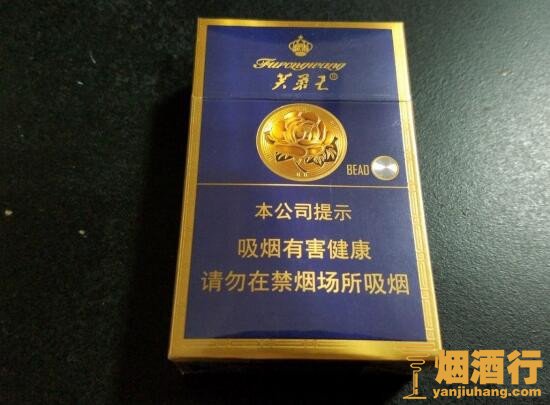 Furongwang
芙蓉王®
BEAD
本公司提示
吸烟有害健康
请勿在禁烟场所吸烟
烟酒行
yanjiuhang.com